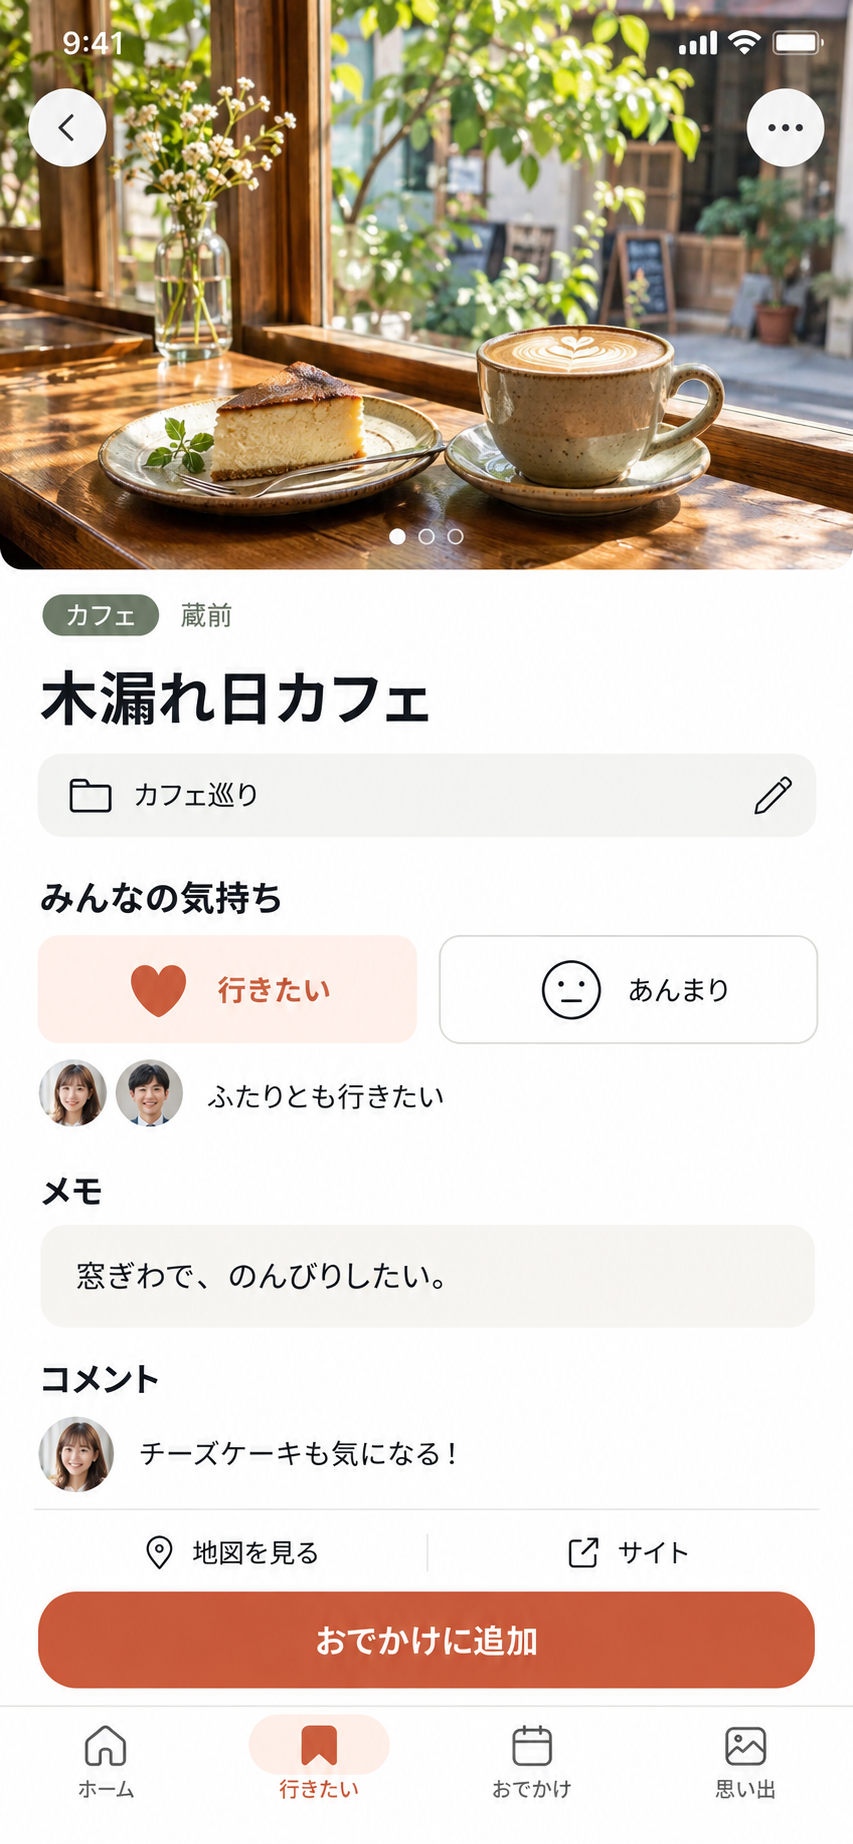 9:41
カフェ 蔵前
木漏れ日カフェ
カフェ巡り
みんなの気持ち
行きたい あんまり
ふたりとも行きたい
メモ
窓ぎわで、のんびりしたい。
コメント
チーズケーキも気になる！
地図を見る サイト
おでかけに追加
ホーム 行きたい おでかけ 思い出